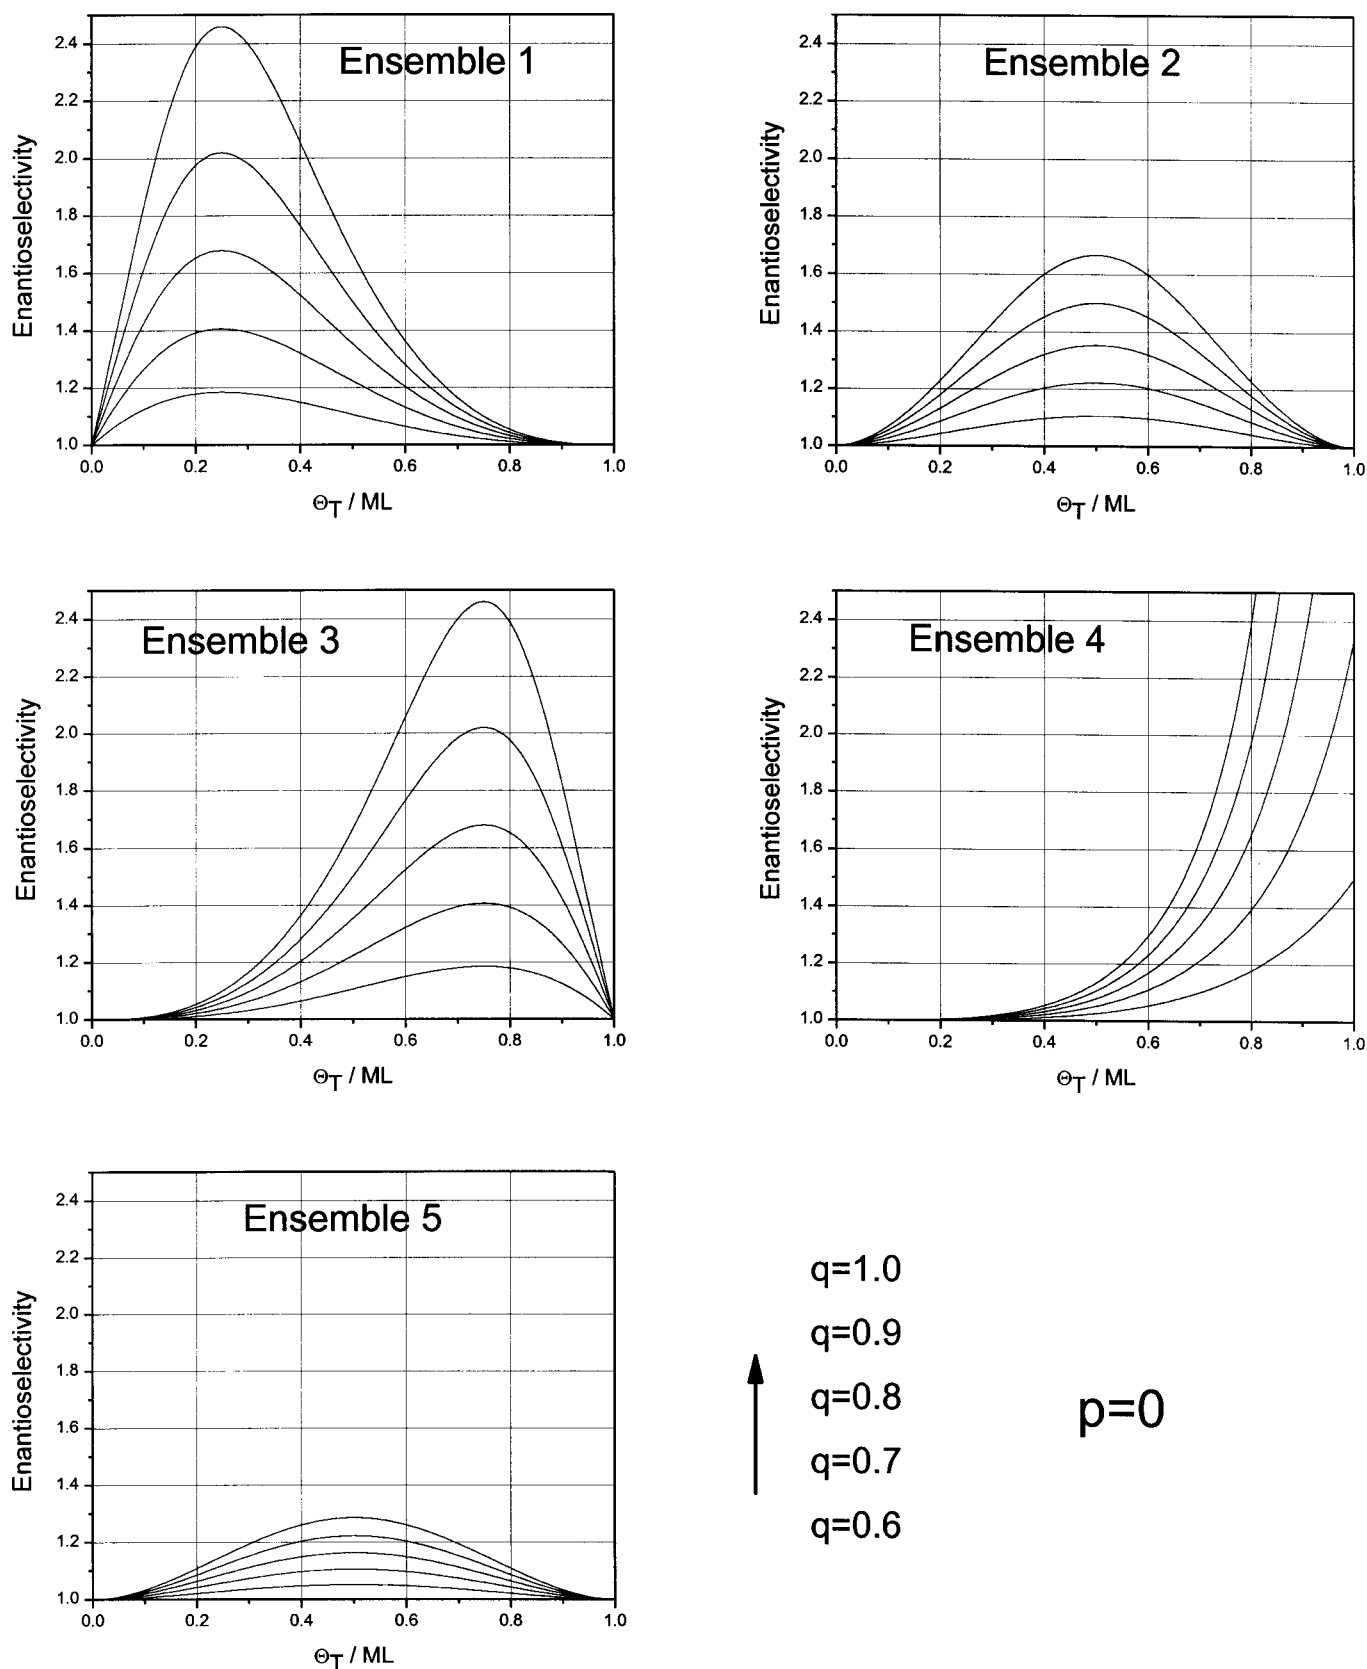 Ensemble 1
Enantioselectivity
2.4
2.2
2.0
1.8
1.6
1.4
1.2
1.0
0.0 0.2 0.4 0.6 0.8 1.0
ΘT / ML
Ensemble 2
Enantioselectivity
2.4
2.2
2.0
1.8
1.6
1.4
1.2
1.0
0.0 0.2 0.4 0.6 0.8 1.0
ΘT / ML
Ensemble 3
Enantioselectivity
2.4
2.2
2.0
1.8
1.6
1.4
1.2
1.0
0.0 0.2 0.4 0.6 0.8 1.0
ΘT / ML
Ensemble 4
Enantioselectivity
2.4
2.2
2.0
1.8
1.6
1.4
1.2
1.0
0.0 0.2 0.4 0.6 0.8 1.0
ΘT / ML
Ensemble 5
Enantioselectivity
2.4
2.2
2.0
1.8
1.6
1.4
1.2
1.0
0.0 0.2 0.4 0.6 0.8 1.0
ΘT / ML
q=1.0
q=0.9
q=0.8
q=0.7
q=0.6
p=0